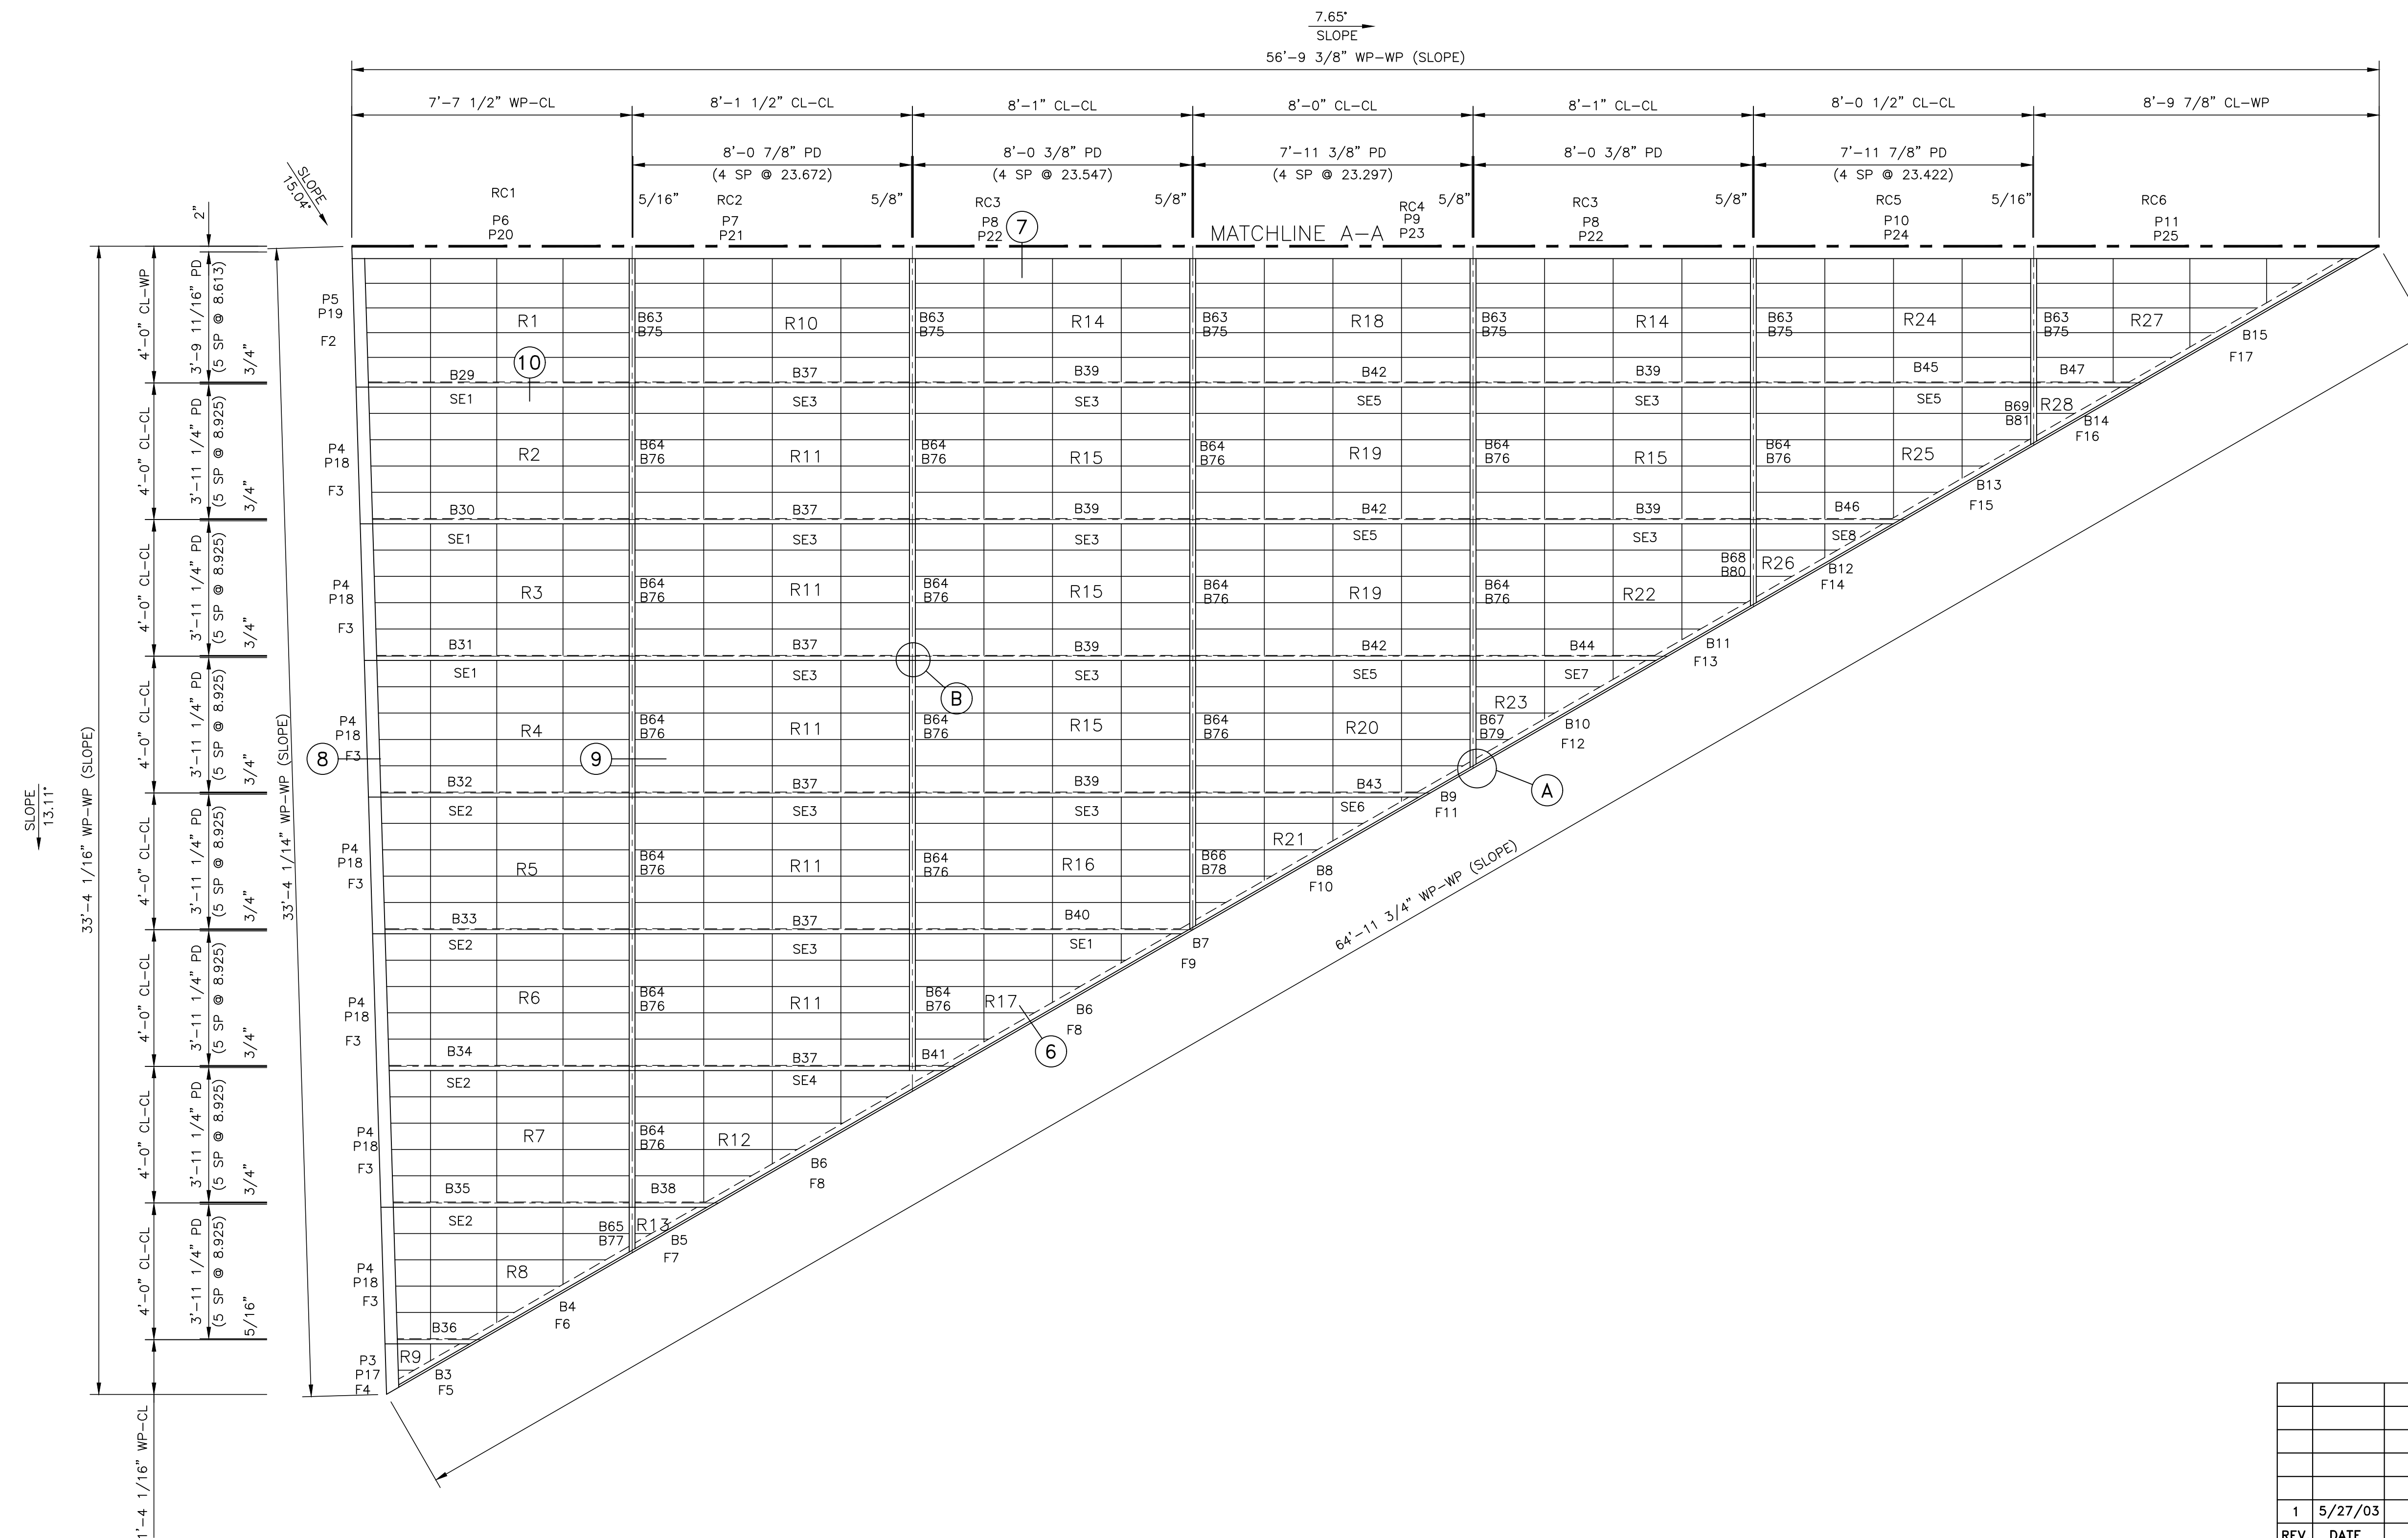 7.65°
SLOPE
56'-9 3/8" WP-WP (SLOPE)
7'-7 1/2" WP-CL
8'-1 1/2" CL-CL
8'-1" CL-CL
8'-0" CL-CL
8'-1" CL-CL
8'-0 1/2" CL-CL
8'-9 7/8" CL-WP
8'-0 7/8" PD
8'-0 3/8" PD
7'-11 3/8" PD
8'-0 3/8" PD
7'-11 7/8" PD
(4 SP @ 23.672)
(4 SP @ 23.547)
(4 SP @ 23.297)
(4 SP @ 23.422)
SLOPE
15.04°
RC1
5/16"
RC2
5/8"
RC3
5/8"
RC4
5/8"
RC3
5/8"
RC5
5/16"
RC6
P6
P20
P7
P21
P8
P22
7
P9
P23
P8
P22
P10
P24
P11
P25
MATCHLINE A-A
2"
4'-0" CL-WP
3'-9 11/16" PD
(5 SP @ 8.613)
3/4"
P5
P19
F2
R1
B63
B75
R10
B63
B75
R14
B63
B75
R18
B63
B75
R14
B63
B75
R24
B63
B75
R27
B15
F17
10
B29
B37
B39
B42
B39
B45
B47
SE1
SE3
SE3
SE5
SE3
SE5
B69
B81
R28
B14
F16
4'-0" CL-CL
3'-11 1/4" PD
(5 SP @ 8.925)
3/4"
P4
P18
F3
R2
B64
B76
R11
B64
B76
R15
B64
B76
R19
B64
B76
R15
B64
B76
R25
B13
F15
B30
B37
B39
B42
B39
B46
SE1
SE3
SE3
SE5
SE3
SE8
4'-0" CL-CL
3'-11 1/4" PD
(5 SP @ 8.925)
3/4"
P4
P18
F3
R3
B64
B76
R11
B64
B76
R15
B64
B76
R19
B64
B76
R22
B68
B80
R26
B12
F14
B31
B37
B39
B42
B44
B11
F13
SE1
SE3
SE3
SE5
SE7
B
4'-0" CL-CL
3'-11 1/4" PD
(5 SP @ 8.925)
3/4"
P4
P18
F3
8
R4
9
B64
B76
R11
B64
B76
R15
B64
B76
R20
R23
B67
B79
B10
F12
A
B32
B37
B39
B43
B9
F11
SE2
SE3
SE3
SE6
33'-4 1/16" WP-WP (SLOPE)
33'-4 1/14" WP-WP (SLOPE)
SLOPE
13.11°
4'-0" CL-CL
3'-11 1/4" PD
(5 SP @ 8.925)
3/4"
P4
P18
F3
R5
B64
B76
R11
B64
B76
R16
B66
B78
R21
B8
F10
64'-11 3/4" WP-WP (SLOPE)
B33
B37
B40
SE2
SE3
SE1
B7
F9
4'-0" CL-CL
3'-11 1/4" PD
(5 SP @ 8.925)
3/4"
P4
P18
F3
R6
B64
B76
R11
B64
B76
R17
B6
F8
6
B34
B37
B41
SE2
SE4
4'-0" CL-CL
3'-11 1/4" PD
(5 SP @ 8.925)
3/4"
P4
P18
F3
R7
B64
B76
R12
B6
F8
B35
B38
SE2
B65
B77
R13
B5
F7
4'-0" CL-CL
3'-11 1/4" PD
(5 SP @ 8.925)
5/16"
P4
P18
F3
R8
B4
F6
B36
P3
P17
F4
R9
B3
F5
1'-4 1/16" WP-CL
1 5/27/03
REV DATE